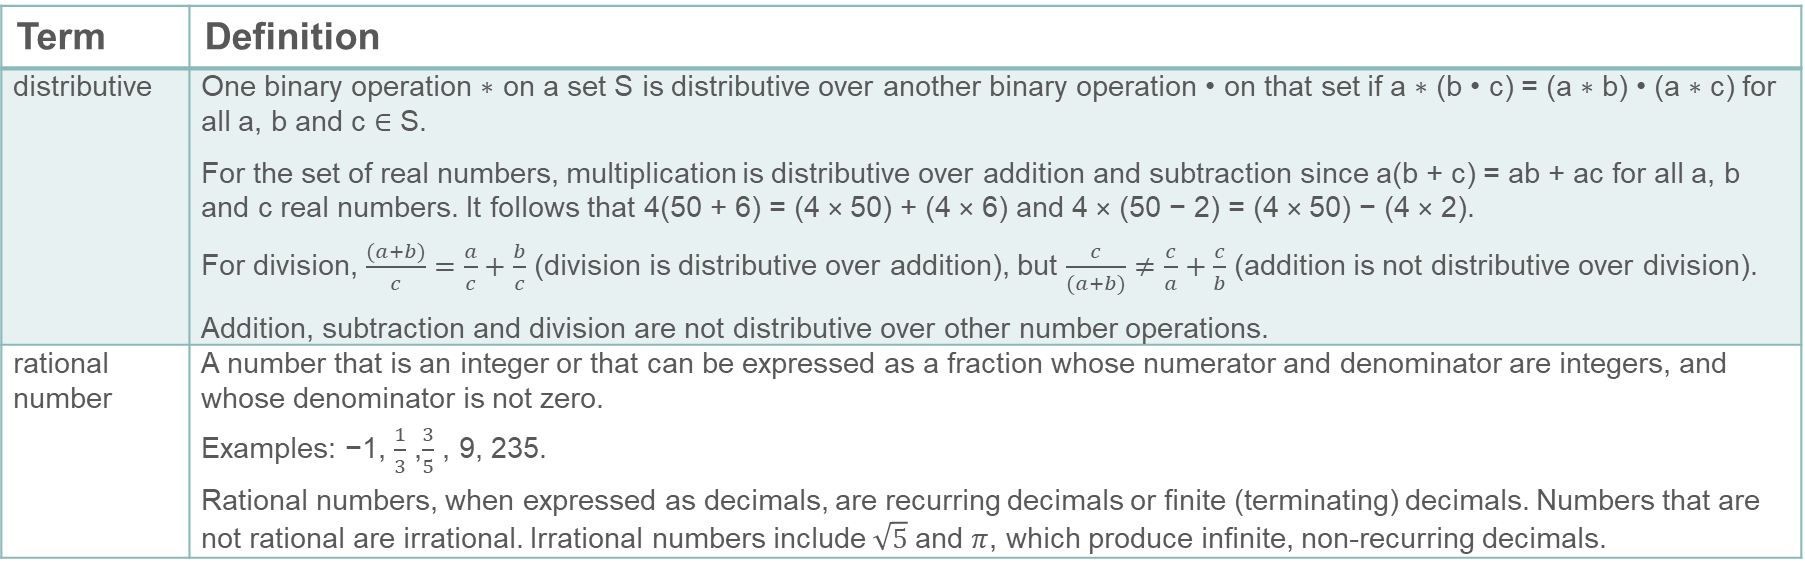 Term Definition
distributive One binary operation ∗ on a set S is distributive over another binary operation • on that set if a ∗ (b • c) = (a ∗ b) • (a ∗ c) for
all a, b and c ∈ S.
For the set of real numbers, multiplication is distributive over addition and subtraction since a(b + c) = ab + ac for all a, b
and c real numbers. It follows that 4(50 + 6) = (4 × 50) + (4 × 6) and 4 × (50 − 2) = (4 × 50) − (4 × 2).
For division, (a+b)/c = a/c + b/c (division is distributive over addition), but c/(a+b) ≠ c/a + c/b (addition is not distributive over division).
Addition, subtraction and division are not distributive over other number operations.
rational number A number that is an integer or that can be expressed as a fraction whose numerator and denominator are integers, and
whose denominator is not zero.
Examples: −1, 1/3 , 3/5 , 9, 235.
Rational numbers, when expressed as decimals, are recurring decimals or finite (terminating) decimals. Numbers that are
not rational are irrational. Irrational numbers include √5 and π, which produce infinite, non-recurring decimals.